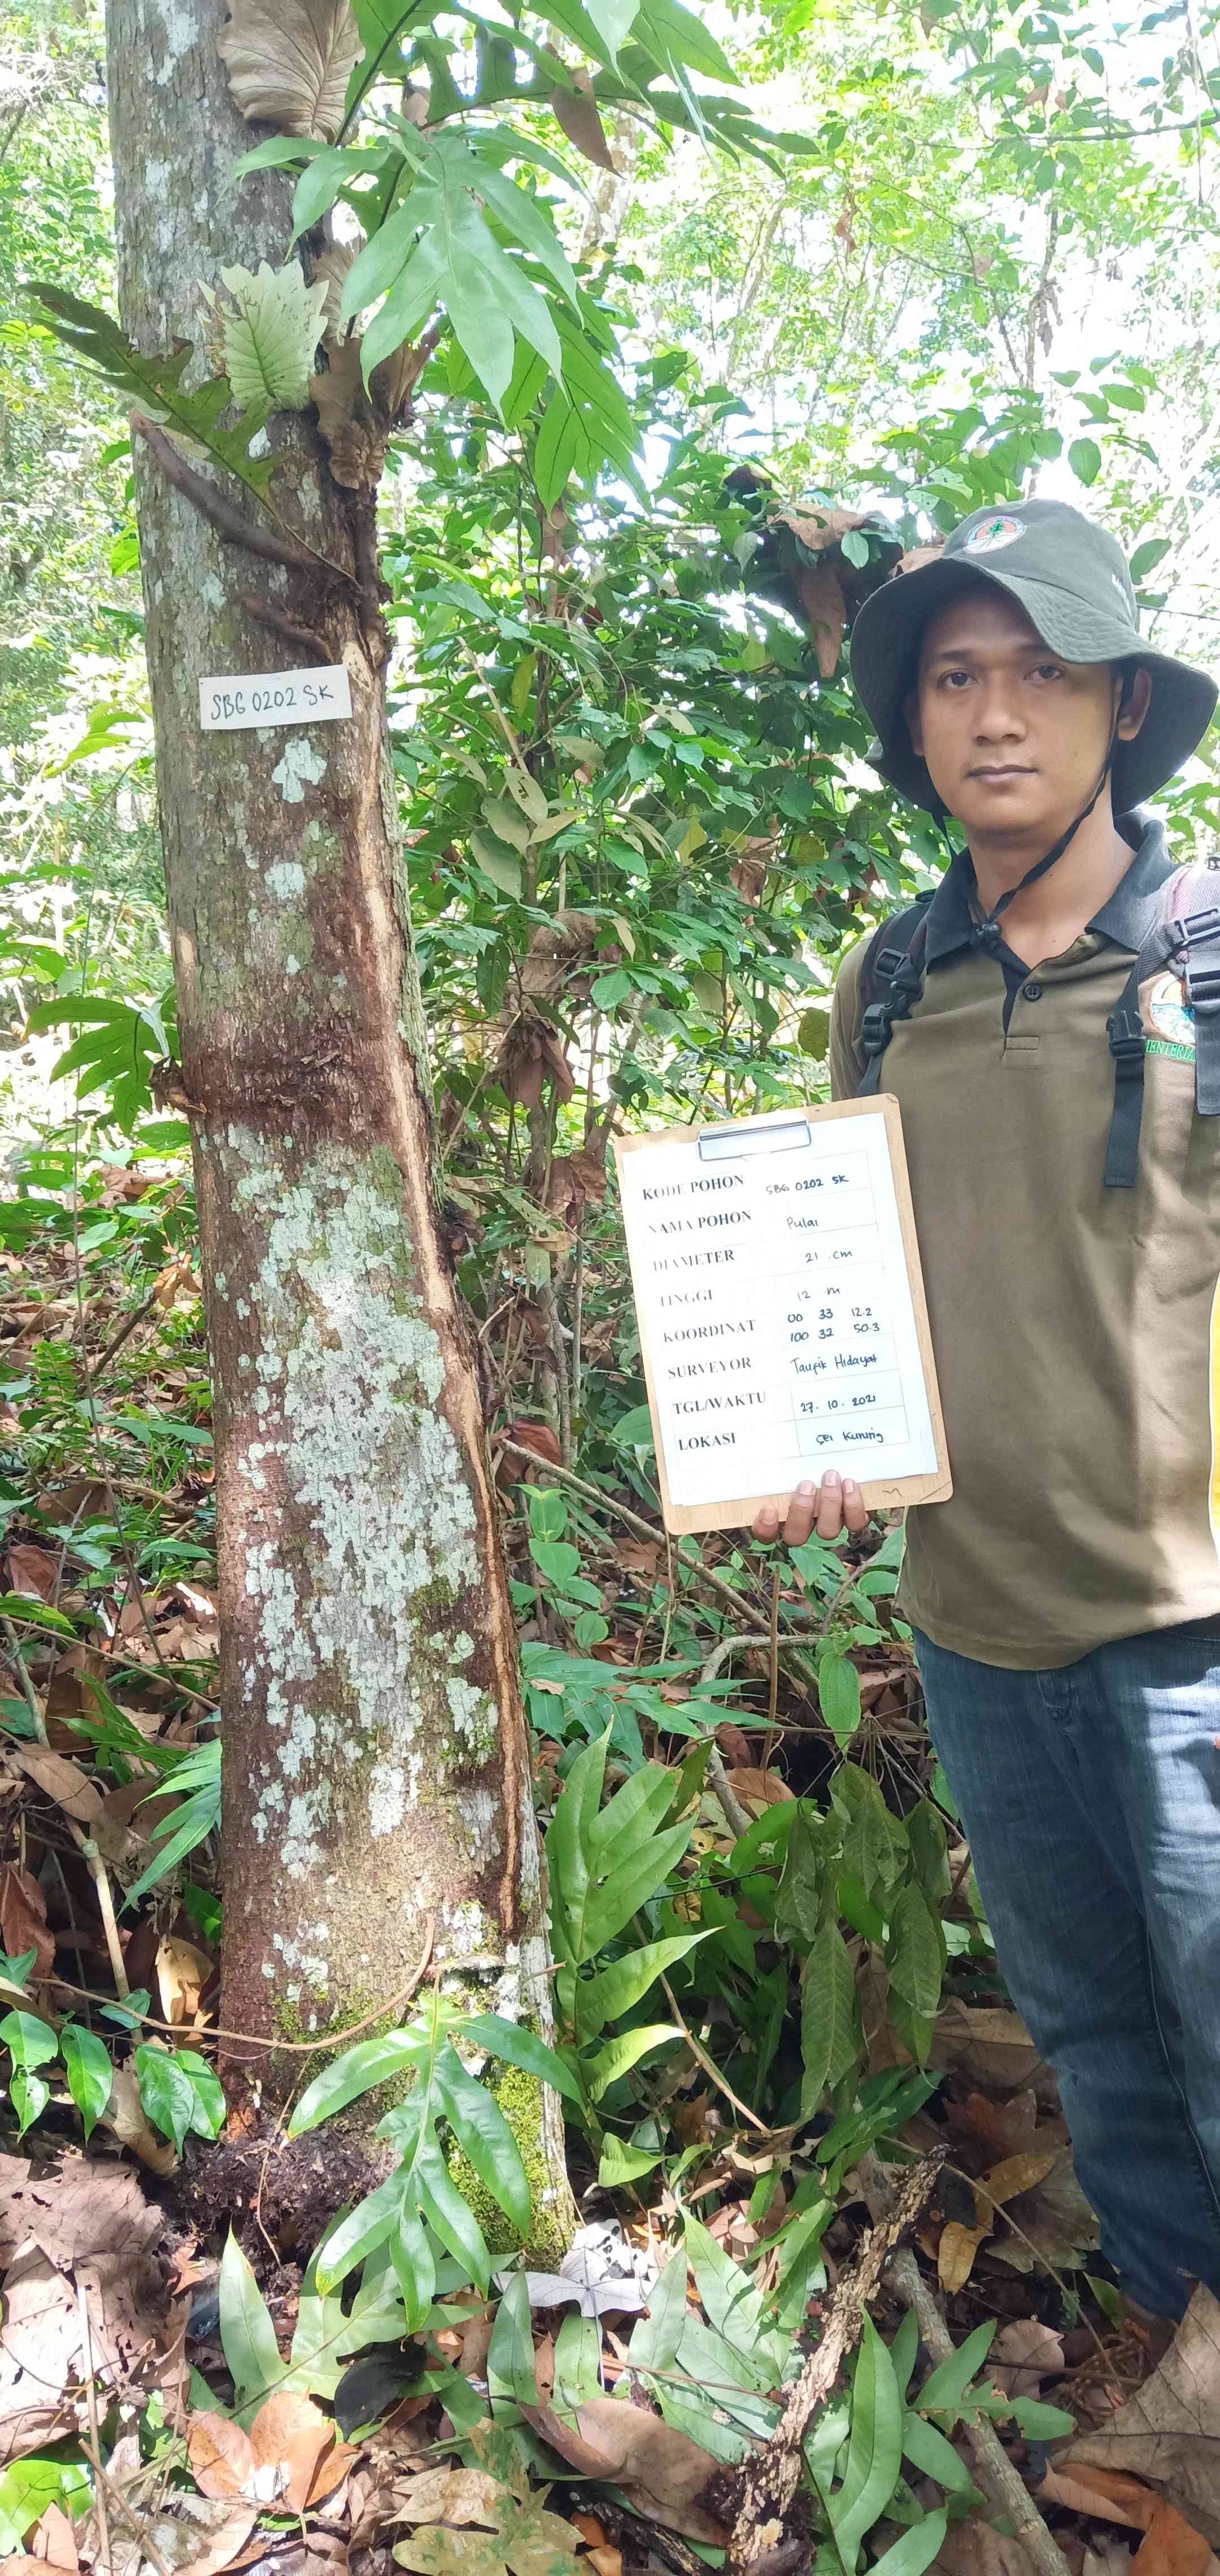 SBG 0202 SK
KODE POHON SBG 0202 SK
NAMA POHON Pulai
DIAMETER 21 cm
TINGGI 12 m
KOORDINAT 00 33 12.2
100 32 50.3
SURVEYOR Taufik Hidayat
TGL/WAKTU 27.10.2021
LOKASI Sei Kuning
MENTERIA